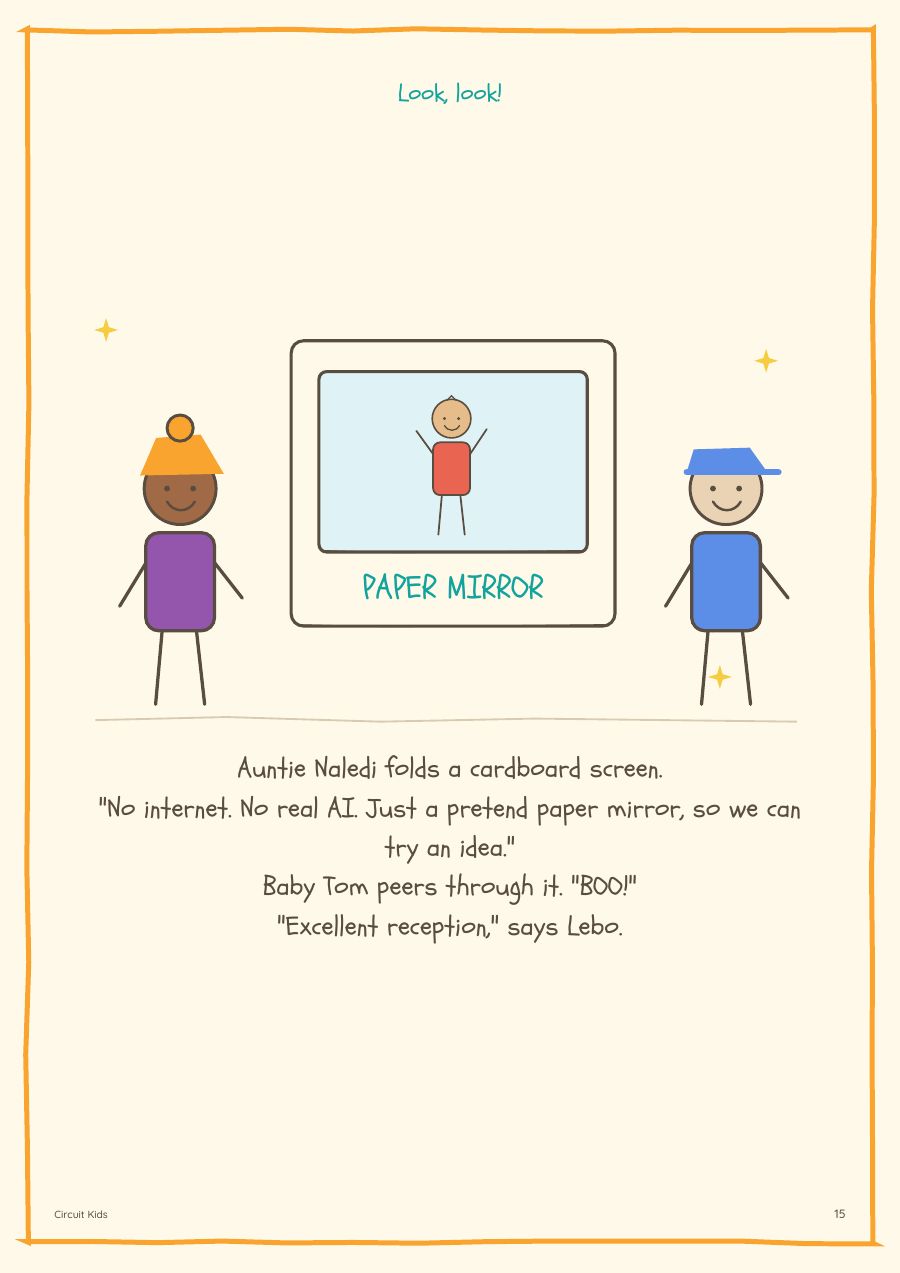 Look, look!
PAPER MIRROR
Auntie Naledi folds a cardboard screen.
"No internet. No real AI. Just a pretend paper mirror, so we can
try an idea."
Baby Tom peers through it. "BOO!"
"Excellent reception," says Lebo.
Circuit Kids
15